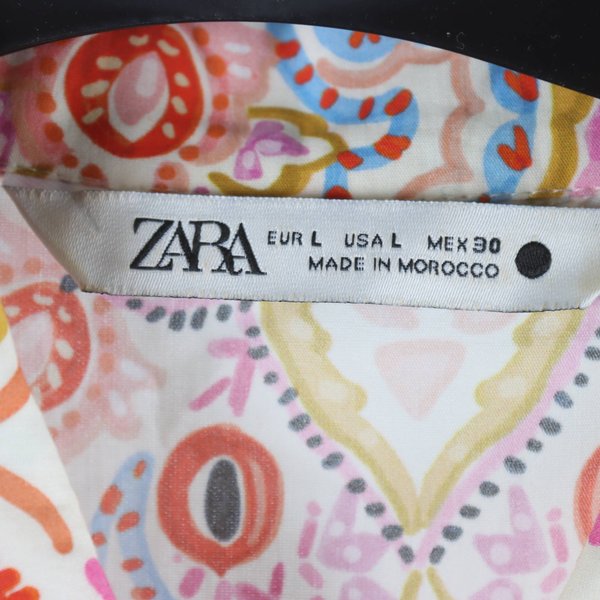 ZARA EUR L USA L MEX 30
MADE IN MOROCCO